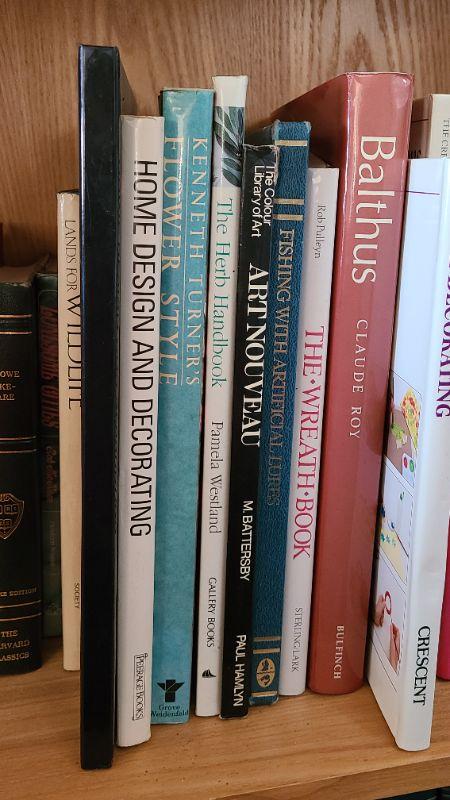 THE
HARVARD
CLASSICS
LANDS FOR WILDLIFE
SOCIETY
HOME DESIGN AND DECORATING
KENNETH TURNER'S
FLOWER STYLE
Grove
Weidenfeld
The Herb Handbook
Pamela Westland
GALLERY BOOKS
The Colour
Library of Art
ART NOUVEAU
M. BATTERSBY
PAUL HAMLYN
FISHING WITH ARTIFICIAL LURES
Rob Pulleyn
THE·WREATH·BOOK
STERLING/LARK
Balthus
CLAUDE ROY
BULFINCH
DECORATING
CRESCENT